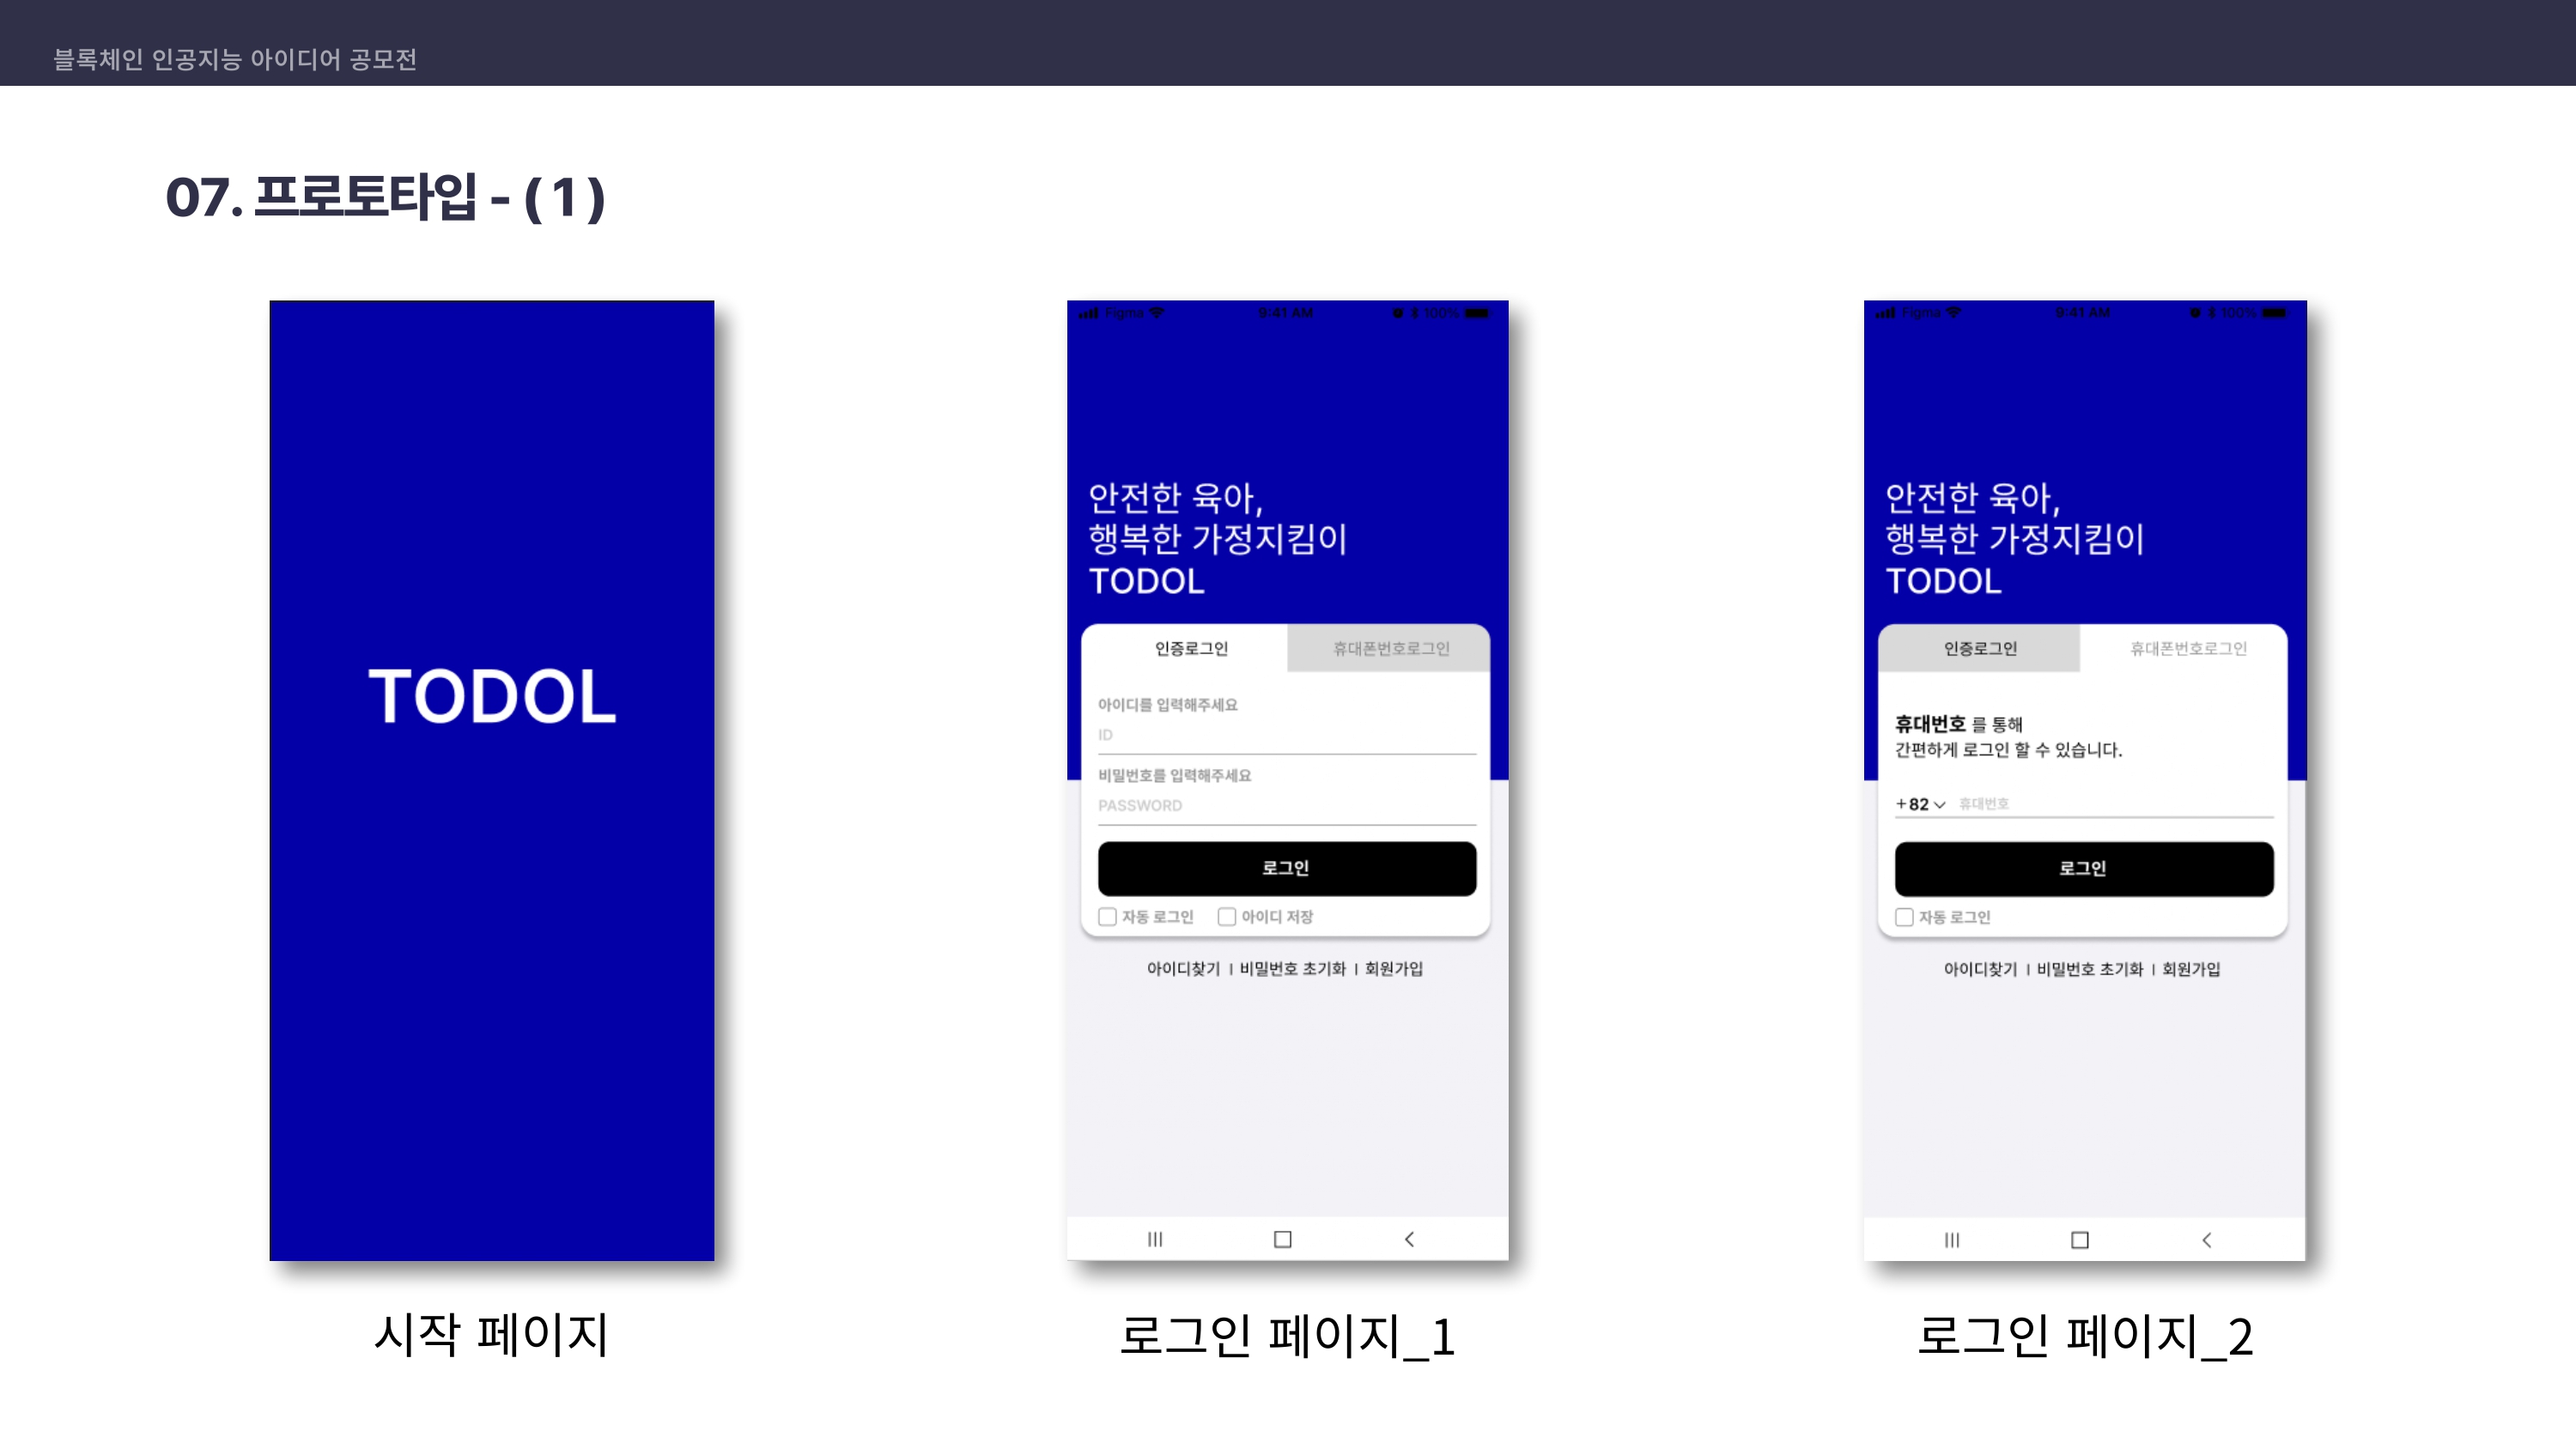 블록체인 인공지능 아이디어 공모전
07. 프로토타입 - ( 1 )
TODOL
시작 페이지
Figma 9:41 AM 100%
안전한 육아,
행복한 가정지킴이
TODOL
인증로그인 휴대폰번호로그인
아이디를 입력해주세요
ID
비밀번호를 입력해주세요
PASSWORD
로그인
자동 로그인 아이디 저장
아이디찾기 | 비밀번호 초기화 | 회원가입
로그인 페이지_1
Figma 9:41 AM 100%
안전한 육아,
행복한 가정지킴이
TODOL
인증로그인 휴대폰번호로그인
휴대번호 를 통해
간편하게 로그인 할 수 있습니다.
+82 휴대번호
로그인
자동 로그인
아이디찾기 | 비밀번호 초기화 | 회원가입
로그인 페이지_2